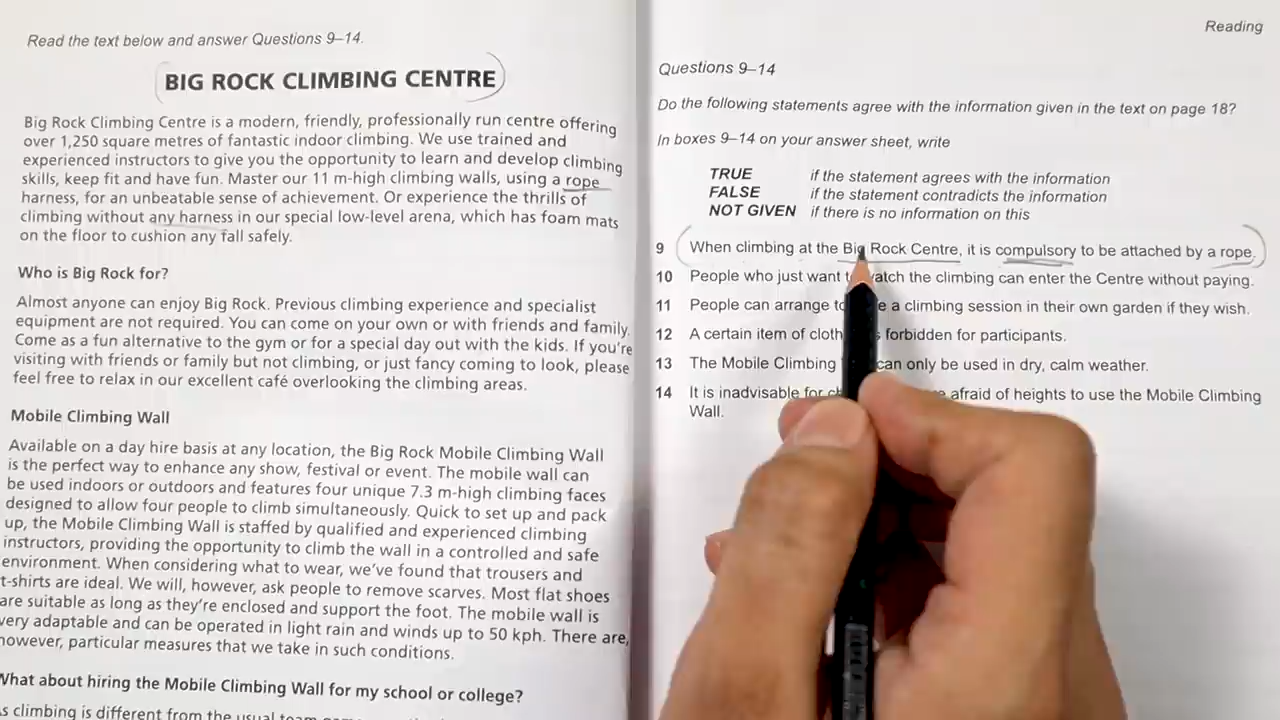 Read the text below and answer Questions 9–14.
BIG ROCK CLIMBING CENTRE
Big Rock Climbing Centre is a modern, friendly, professionally run centre offering
over 1,250 square metres of fantastic indoor climbing. We use trained and
experienced instructors to give you the opportunity to learn and develop climbing
skills, keep fit and have fun. Master our 11 m-high climbing walls, using a rope
harness, for an unbeatable sense of achievement. Or experience the thrills of
climbing without any harness in our special low-level arena, which has foam mats
on the floor to cushion any fall safely.
Who is Big Rock for?
Almost anyone can enjoy Big Rock. Previous climbing experience and specialist
equipment are not required. You can come on your own or with friends and family.
Come as a fun alternative to the gym or for a special day out with the kids. If you're
visiting with friends or family but not climbing, or just fancy coming to look, please
feel free to relax in our excellent café overlooking the climbing areas.
Mobile Climbing Wall
Available on a day hire basis at any location, the Big Rock Mobile Climbing Wall
is the perfect way to enhance any show, festival or event. The mobile wall can
be used indoors or outdoors and features four unique 7.3 m-high climbing faces
designed to allow four people to climb simultaneously. Quick to set up and pack
up, the Mobile Climbing Wall is staffed by qualified and experienced climbing
instructors, providing the opportunity to climb the wall in a controlled and safe
environment. When considering what to wear, we've found that trousers and
t-shirts are ideal. We will, however, ask people to remove scarves. Most flat shoes
are suitable as long as they're enclosed and support the foot. The mobile wall is
very adaptable and can be operated in light rain and winds up to 50 kph. There are,
however, particular measures that we take in such conditions.
What about hiring the Mobile Climbing Wall for my school or college?
As climbing is different from the usual team
Reading
Questions 9–14
Do the following statements agree with the information given in the text on page 18?
In boxes 9–14 on your answer sheet, write
TRUE if the statement agrees with the information
FALSE if the statement contradicts the information
NOT GIVEN if there is no information on this
9 When climbing at the Big Rock Centre, it is compulsory to be attached by a rope.
10 People who just want the climbing can enter the Centre without paying.
11 People can arrange a climbing session in their own garden if they wish.
12 A certain item of forbidden for participants.
13 The Mobile Climbing can only be used in dry, calm weather.
14 It is inadvisable for afraid of heights to use the Mobile Climbing
Wall.